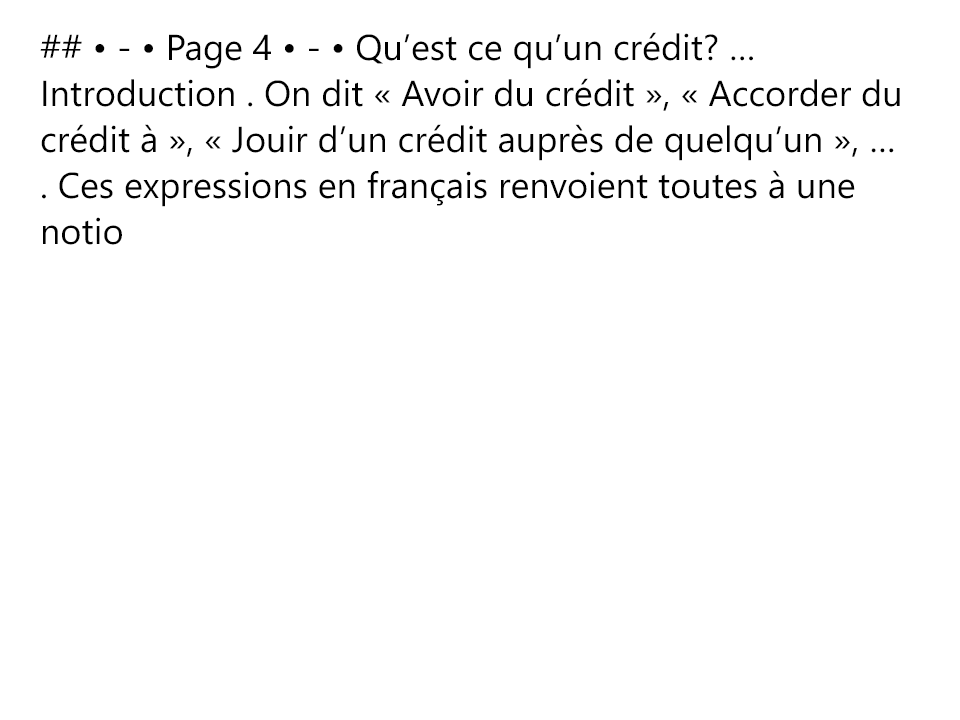 ## • - • Page 4 • - • Qu’est ce qu’un crédit? ...
Introduction . On dit « Avoir du crédit », « Accorder du
crédit à », « Jouir d’un crédit auprès de quelqu’un », ...
. Ces expressions en français renvoient toutes à une
notio